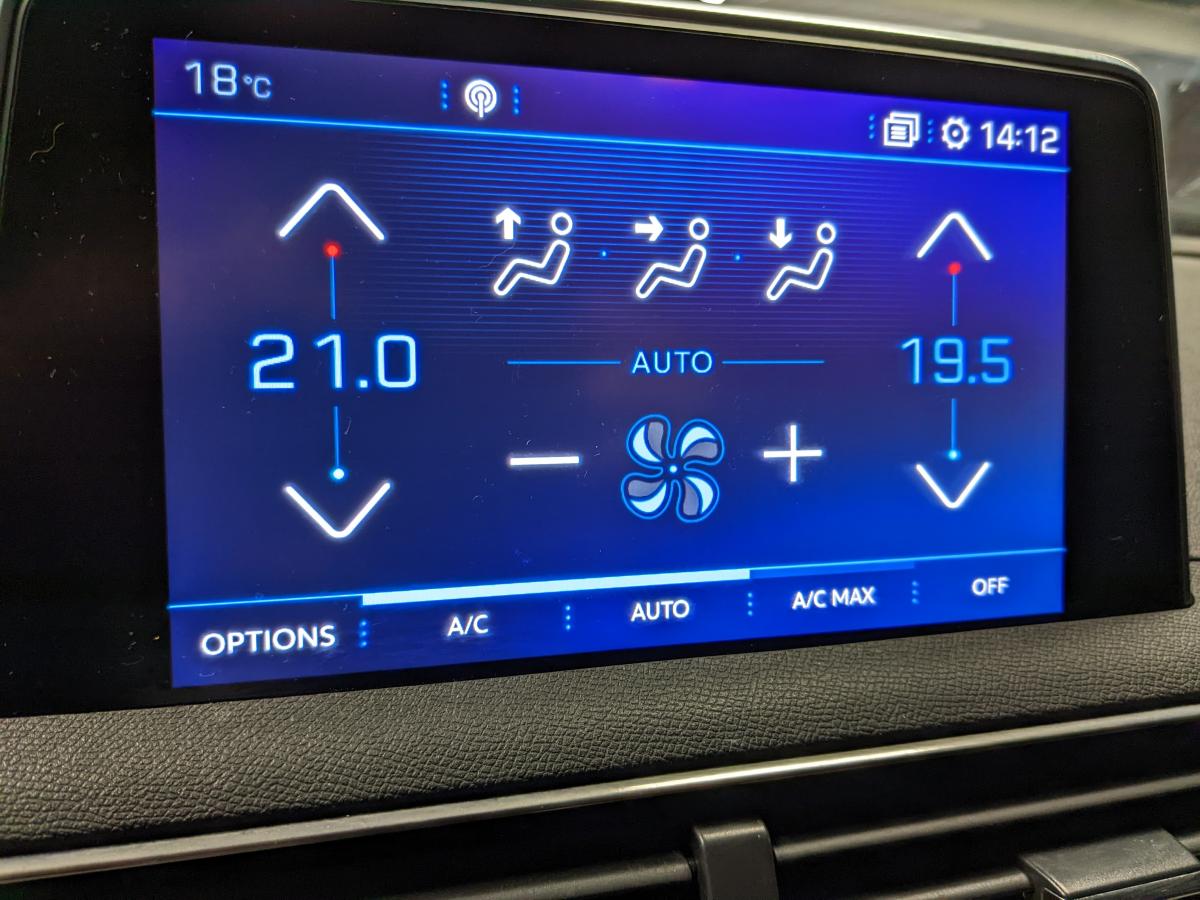 18°C
14:12
21.0
19.5
AUTO
OPTIONS
A/C
AUTO
A/C MAX
OFF